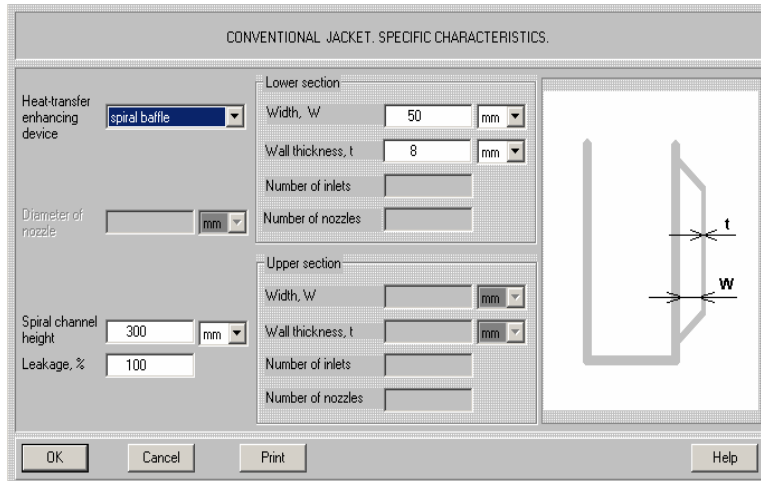 CONVENTIONAL JACKET. SPECIFIC CHARACTERISTICS.
Heat-transfer
enhancing
device
spiral baffle
Diameter of
nozzle
mm
Spiral channel
height
300
mm
Leakage, %
100
Lower section
Width, W
50
mm
Wall thickness, t
8
mm
Number of inlets
Number of nozzles
Upper section
Width, W
mm
Wall thickness, t
mm
Number of inlets
Number of nozzles
t
W
OK
Cancel
Print
Help